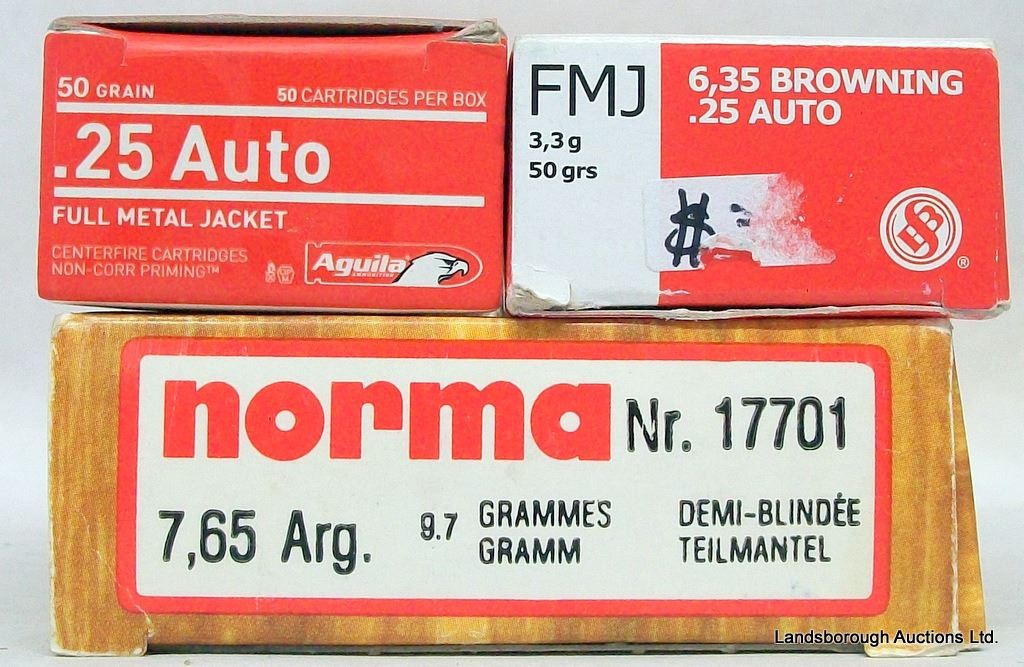 50 GRAIN
50 CARTRIDGES PER BOX
.25 Auto
FULL METAL JACKET
CENTERFIRE CARTRIDGES
NON-CORR PRIMING™
Aguila
AMMUNITION
FMJ
3,3 g
50 grs
6,35 BROWNING
.25 AUTO
#
®
norma Nr. 17701
7,65 Arg.
9.7 GRAMMES
GRAMM
DEMI-BLINDÉE
TEILMANTEL
Landsborough Auctions Ltd.